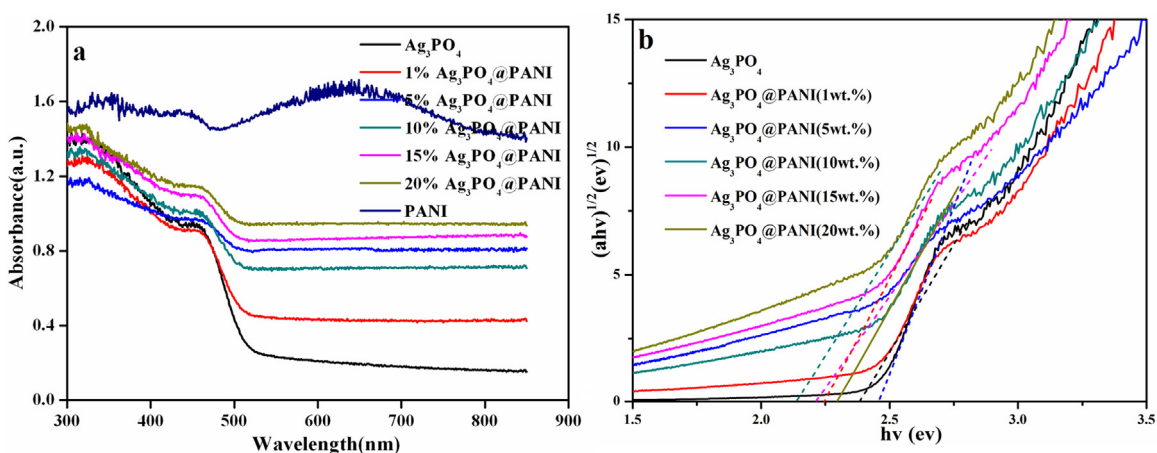 a
Absorbance(a.u.)
2.0
1.6
1.2
0.8
0.4
0.0
300 400 500 600 700 800 900
Wavelength(nm)
Ag₃PO₄
1% Ag₃PO₄@PANI
5% Ag₃PO₄@PANI
10% Ag₃PO₄@PANI
15% Ag₃PO₄@PANI
20% Ag₃PO₄@PANI
PANI
b
(ahv)^1/2(ev)^1/2
15
10
5
0
1.5 2.0 2.5 3.0 3.5
hv (ev)
Ag₃PO₄
Ag₃PO₄@PANI(1wt.%)
Ag₃PO₄@PANI(5wt.%)
Ag₃PO₄@PANI(10wt.%)
Ag₃PO₄@PANI(15wt.%)
Ag₃PO₄@PANI(20wt.%)